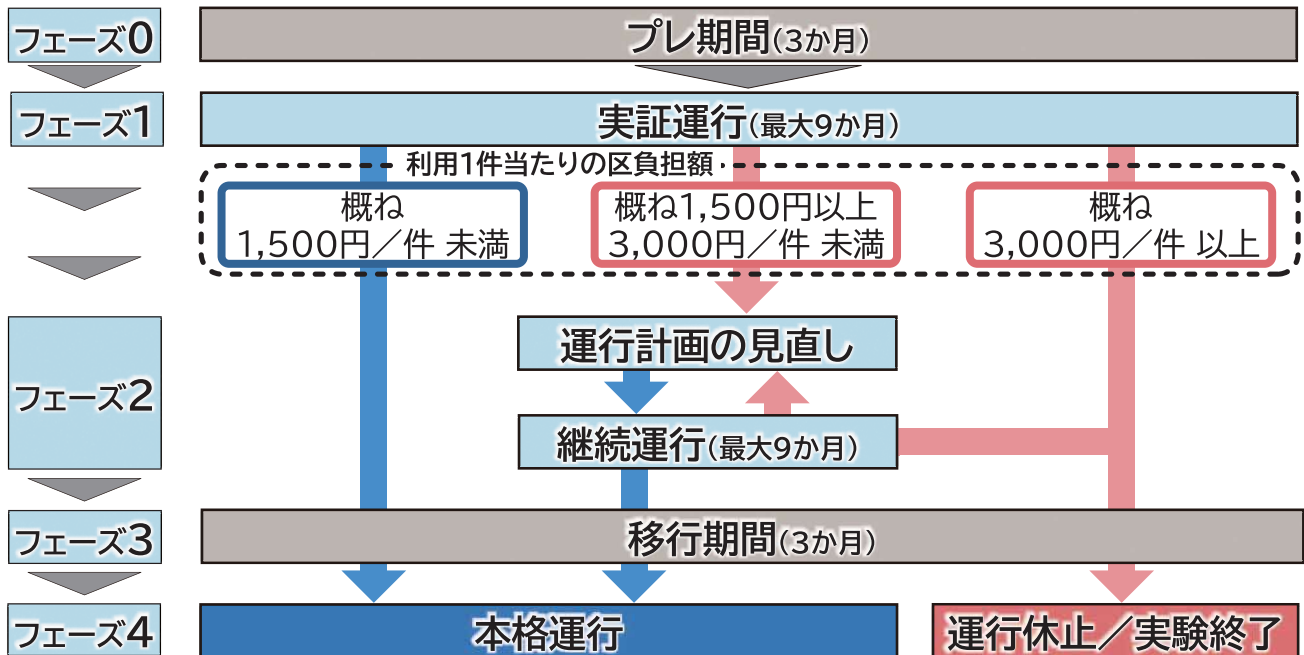 フェーズ0
プレ期間(3か月)
フェーズ1
実証運行(最大9か月)
利用1件当たりの区負担額
概ね
1,500円／件 未満
概ね1,500円以上
3,000円／件 未満
概ね
3,000円／件 以上
フェーズ2
運行計画の見直し
継続運行(最大9か月)
フェーズ3
移行期間(3か月)
フェーズ4
本格運行
運行休止／実験終了